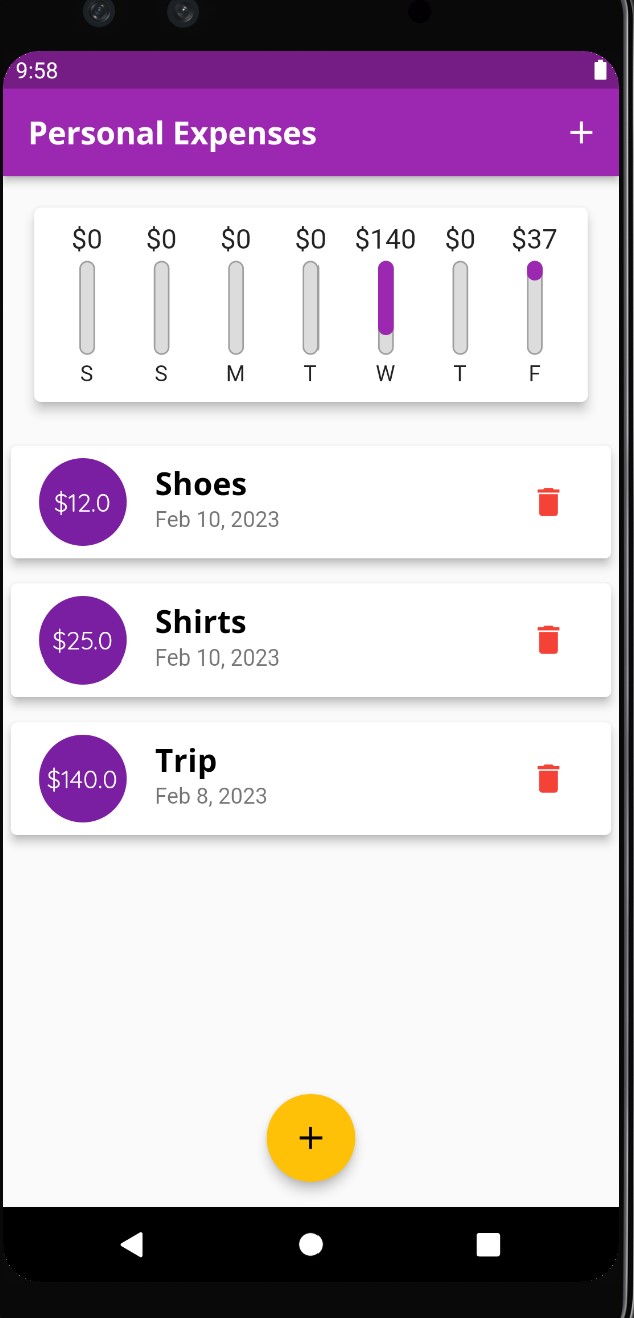 9:58
Personal Expenses +
$0 $0 $0 $0 $140 $0 $37
S S M T W T F
$12.0
Shoes
Feb 10, 2023
$25.0
Shirts
Feb 10, 2023
$140.0
Trip
Feb 8, 2023
+